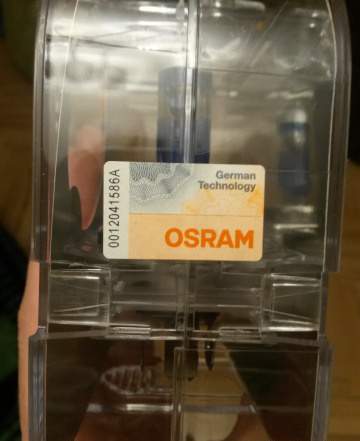 0012041586A
German
Technology
OSRAM